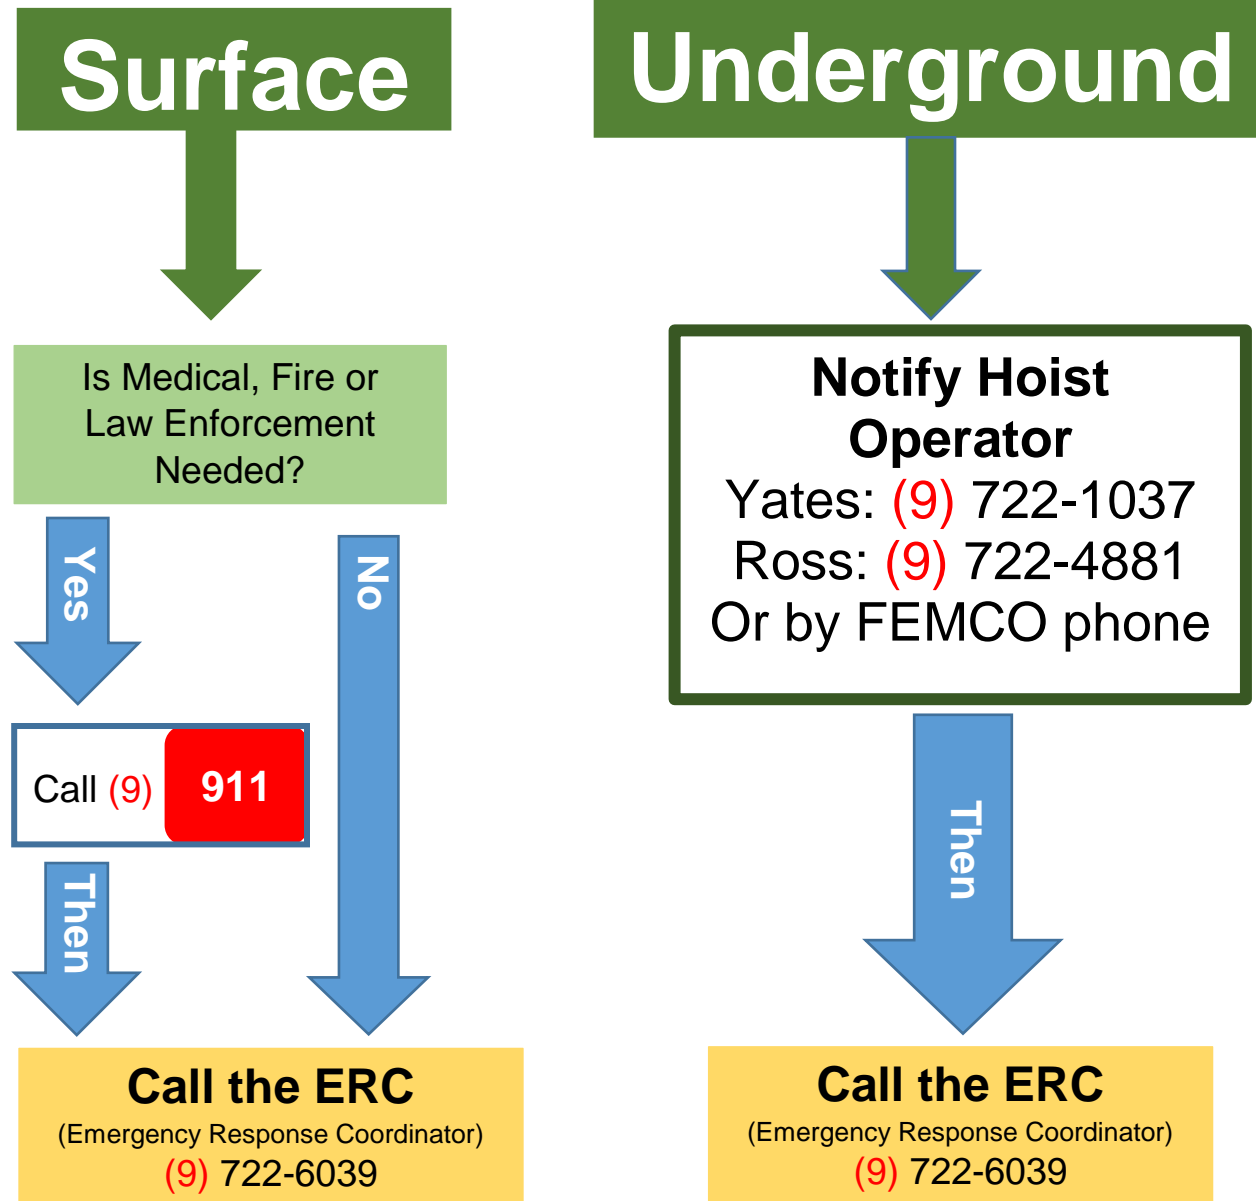 Surface
Is Medical, Fire or
Law Enforcement
Needed?
Yes
No
Call (9) 911
Then
Call the ERC
(Emergency Response Coordinator)
(9) 722-6039
Underground
Notify Hoist
Operator
Yates: (9) 722-1037
Ross: (9) 722-4881
Or by FEMCO phone
Then
Call the ERC
(Emergency Response Coordinator)
(9) 722-6039